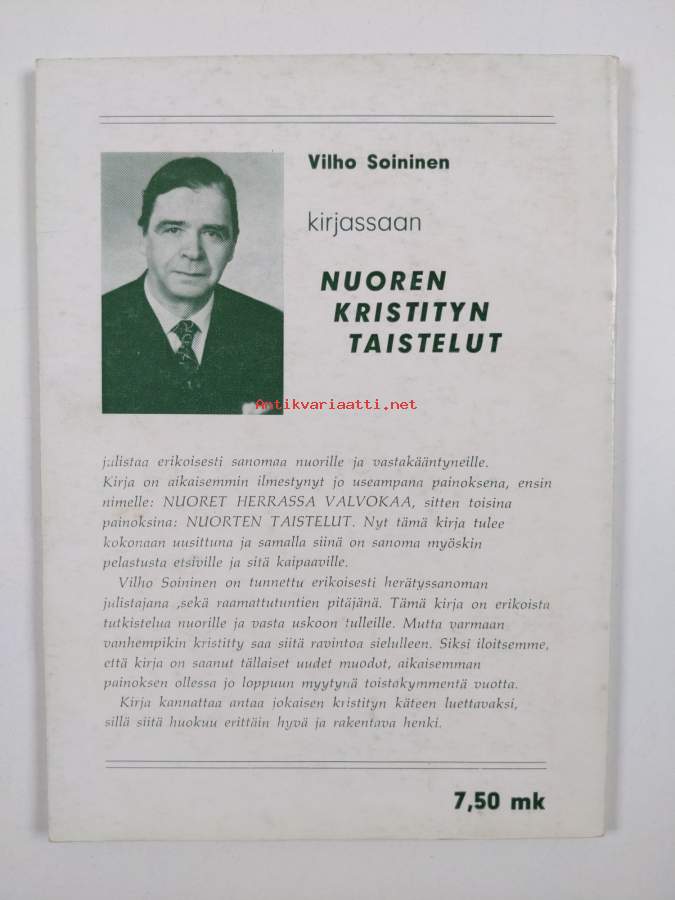 Vilho Soininen
kirjassaan
NUOREN
KRISTITYN
TAISTELUT
Antikvariaatti.net
julistaa erikoisesti sanomaa nuorille ja vastakääntyneille.
Kirja on aikaisemmin ilmestynyt jo useampana painoksena, ensin
nimelle: NUORET HERRASSA VALVOKAA, sitten toisina
painoksina: NUORTEN TAISTELUT. Nyt tämä kirja tulee
kokonaan uusittuna ja samalla siinä on sanoma myöskin
pelastusta etsiville ja sitä kaipaaville.
Vilho Soininen on tunnettu erikoisesti herätyssanoman
julistajana ,sekä raamattutuntien pitäjänä. Tämä kirja on erikoista
tutkistelua nuorille ja vasta uskoon tulleille. Mutta varmaan
vanhempikin kristitty saa siitä ravintoa sielulleen. Siksi iloitsemme,
että kirja on saanut tällaiset uudet muodot, aikaisemman
painoksen ollessa jo loppuun myytynä toistakymmentä vuotta.
Kirja kannattaa antaa jokaisen kristityn käteen luettavaksi,
sillä siitä huokuu erittäin hyvä ja rakentava henki.
7,50 mk